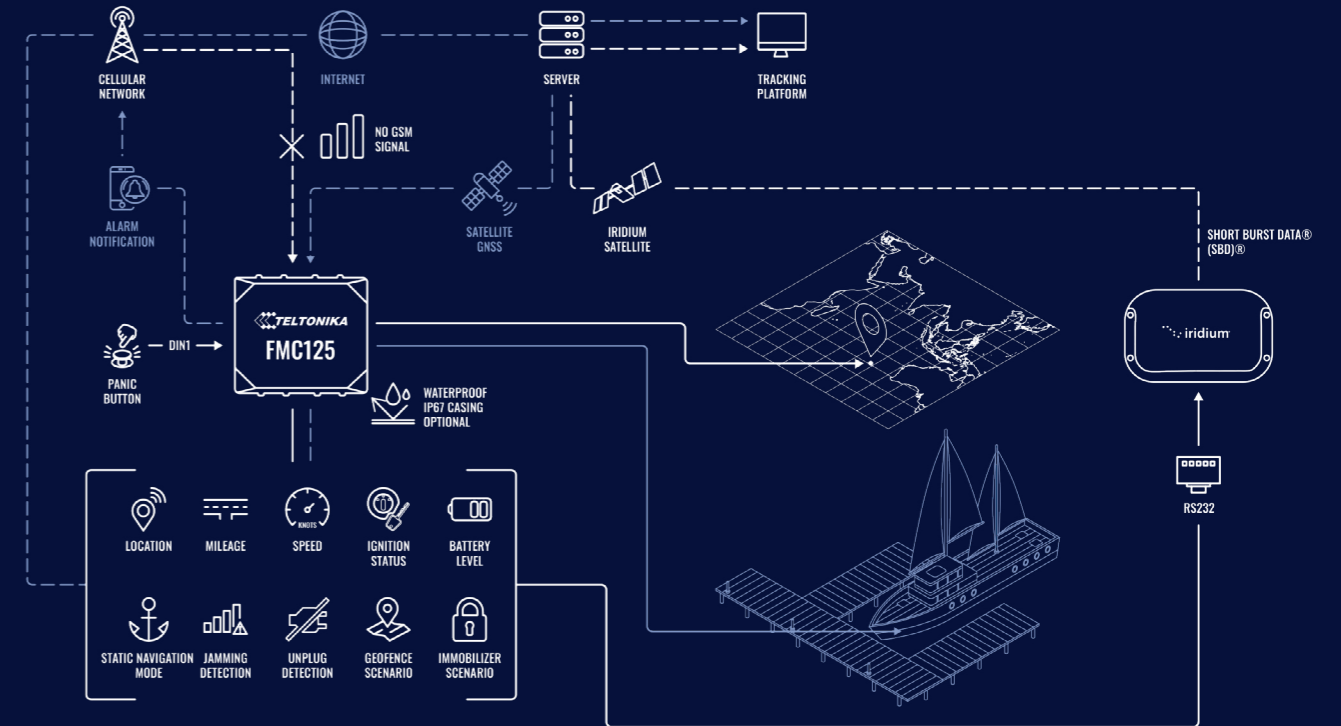 CELLULAR
NETWORK
INTERNET
SERVER
TRACKING
PLATFORM
NO GSM
SIGNAL
ALARM
NOTIFICATION
SATELLITE
GNSS
IRIDIUM
SATELLITE
SHORT BURST DATA®
(SBD)®
TELTONIKA
FMC125
iridium
PANIC
BUTTON
DIN1
WATERPROOF
IP67 CASING
OPTIONAL
RS232
LOCATION
MILEAGE
KNOTS
SPEED
IGNITION
STATUS
BATTERY
LEVEL
STATIC NAVIGATION
MODE
JAMMING
DETECTION
UNPLUG
DETECTION
GEOFENCE
SCENARIO
IMMOBILIZER
SCENARIO